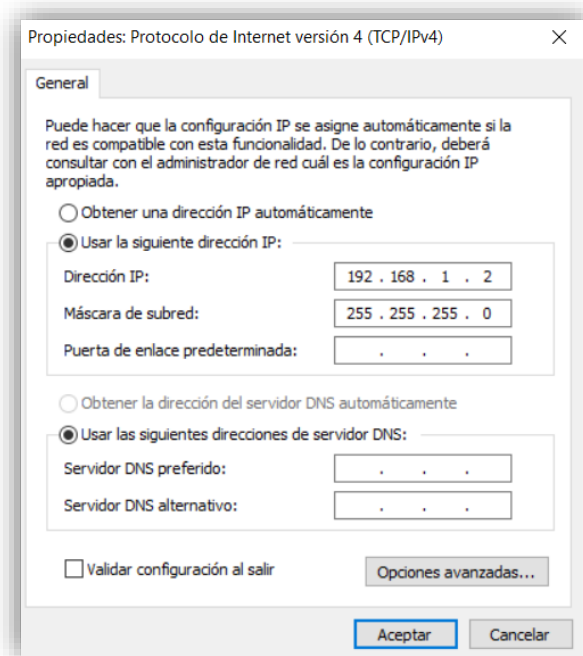 Propiedades: Protocolo de Internet versión 4 (TCP/IPv4)
General
Puede hacer que la configuración IP se asigne automáticamente si la
red es compatible con esta funcionalidad. De lo contrario, deberá
consultar con el administrador de red cuál es la configuración IP
apropiada.
Obtener una dirección IP automáticamente
Usar la siguiente dirección IP:
Dirección IP: 192 . 168 . 1 . 2
Máscara de subred: 255 . 255 . 255 . 0
Puerta de enlace predeterminada: . . .
Obtener la dirección del servidor DNS automáticamente
Usar las siguientes direcciones de servidor DNS:
Servidor DNS preferido: . . .
Servidor DNS alternativo: . . .
Validar configuración al salir
Opciones avanzadas...
Aceptar Cancelar